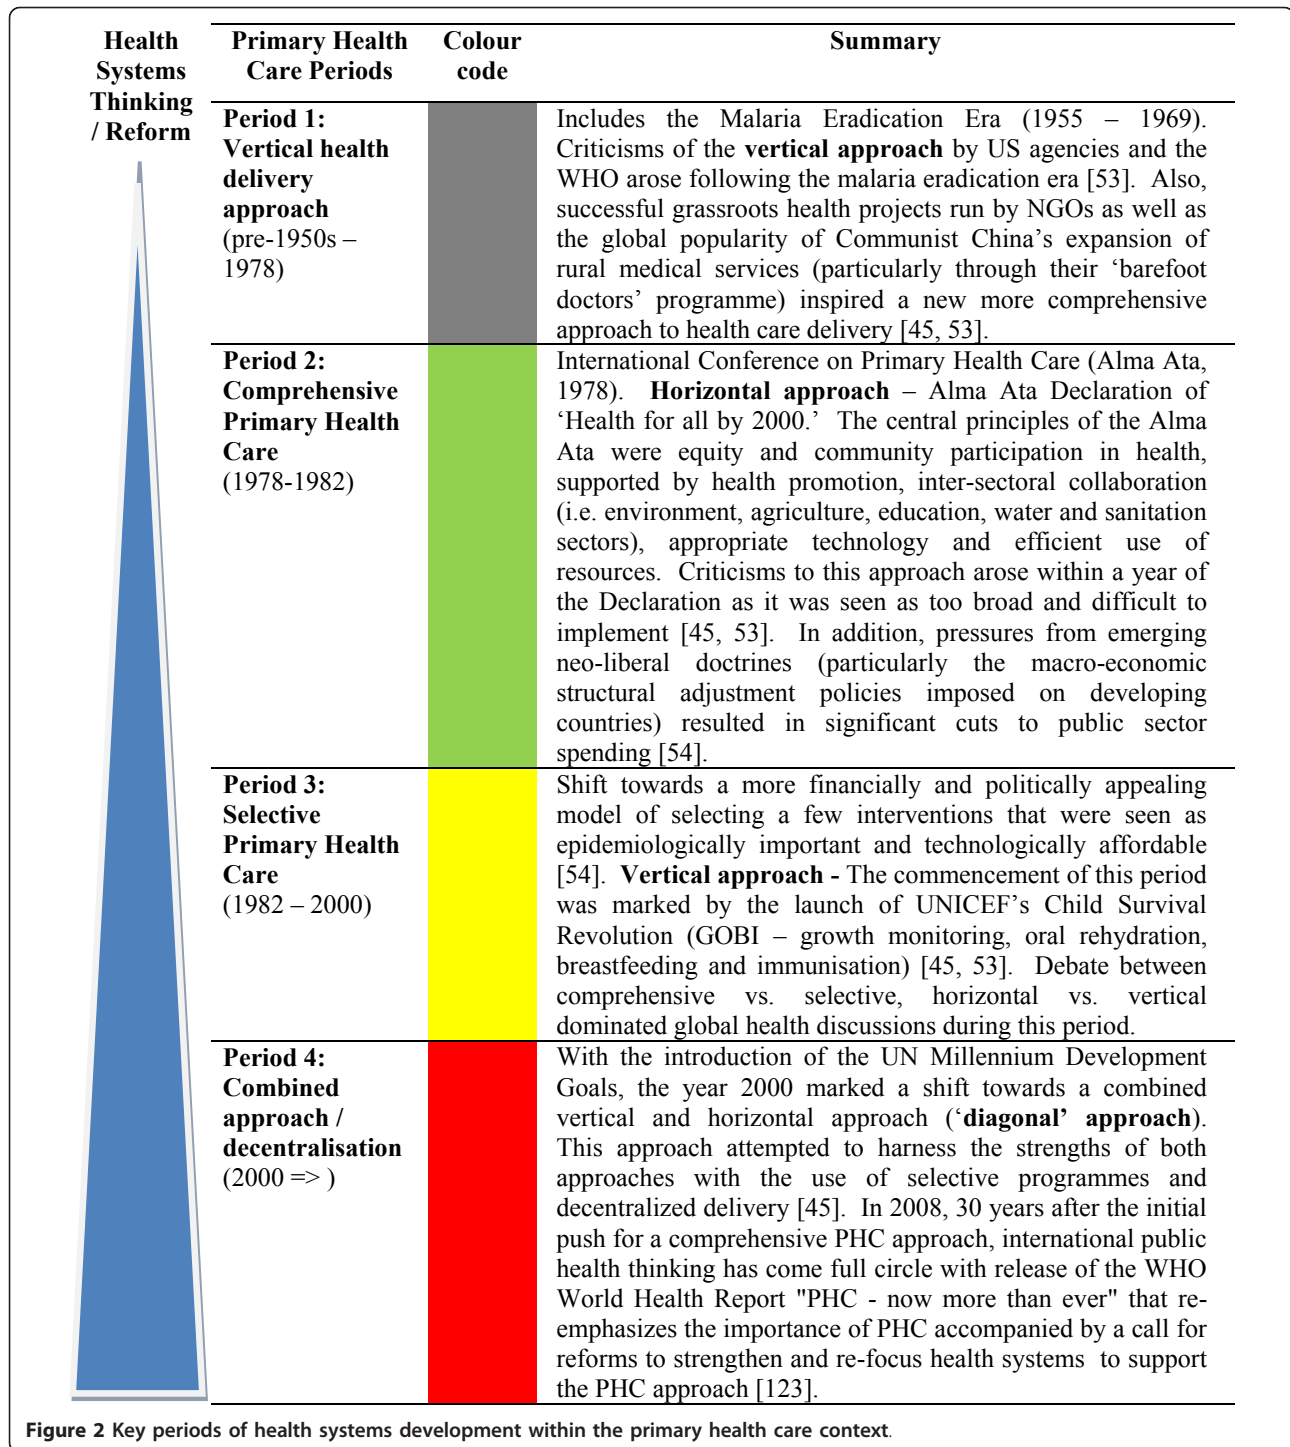 Health
Systems
Thinking
/ Reform
Primary Health
Care Periods
Colour
code
Summary
Period 1:
Vertical health
delivery
approach
(pre-1950s –
1978)
Includes the Malaria Eradication Era (1955 – 1969).
Criticisms of the vertical approach by US agencies and the
WHO arose following the malaria eradication era [53]. Also,
successful grassroots health projects run by NGOs as well as
the global popularity of Communist China’s expansion of
rural medical services (particularly through their ‘barefoot
doctors’ programme) inspired a new more comprehensive
approach to health care delivery [45, 53].
Period 2:
Comprehensive
Primary Health
Care
(1978-1982)
International Conference on Primary Health Care (Alma Ata,
1978). Horizontal approach – Alma Ata Declaration of
‘Health for all by 2000.’ The central principles of the Alma
Ata were equity and community participation in health,
supported by health promotion, inter-sectoral collaboration
(i.e. environment, agriculture, education, water and sanitation
sectors), appropriate technology and efficient use of
resources. Criticisms to this approach arose within a year of
the Declaration as it was seen as too broad and difficult to
implement [45, 53]. In addition, pressures from emerging
neo-liberal doctrines (particularly the macro-economic
structural adjustment policies imposed on developing
countries) resulted in significant cuts to public sector
spending [54].
Period 3:
Selective
Primary Health
Care
(1982 – 2000)
Shift towards a more financially and politically appealing
model of selecting a few interventions that were seen as
epidemiologically important and technologically affordable
[54]. Vertical approach - The commencement of this period
was marked by the launch of UNICEF’s Child Survival
Revolution (GOBI – growth monitoring, oral rehydration,
breastfeeding and immunisation) [45, 53]. Debate between
comprehensive vs. selective, horizontal vs. vertical
dominated global health discussions during this period.
Period 4:
Combined
approach /
decentralisation
(2000 => )
With the introduction of the UN Millennium Development
Goals, the year 2000 marked a shift towards a combined
vertical and horizontal approach (‘diagonal’ approach).
This approach attempted to harness the strengths of both
approaches with the use of selective programmes and
decentralized delivery [45]. In 2008, 30 years after the initial
push for a comprehensive PHC approach, international public
health thinking has come full circle with release of the WHO
World Health Report "PHC - now more than ever" that re-
emphasizes the importance of PHC accompanied by a call for
reforms to strengthen and re-focus health systems to support
the PHC approach [123].
Figure 2 Key periods of health systems development within the primary health care context.